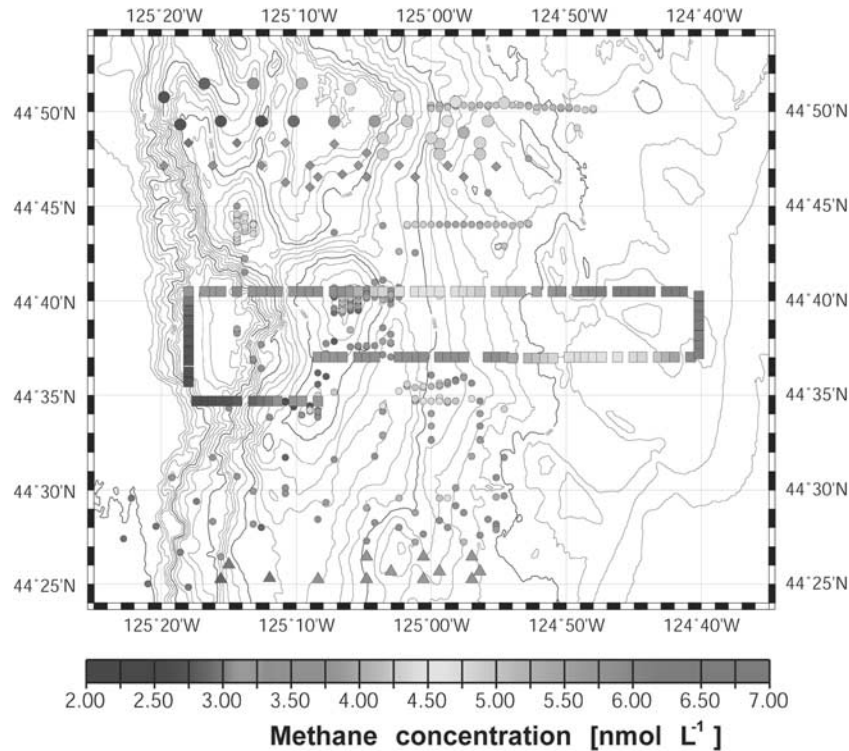 125°20'W 125°10'W 125°00'W 124°50'W 124°40'W
44°50'N 44°50'N
44°45'N 44°45'N
44°40'N 44°40'N
44°35'N 44°35'N
44°30'N 44°30'N
44°25'N 44°25'N
125°20'W 125°10'W 125°00'W 124°50'W 124°40'W
2.00 2.50 3.00 3.50 4.00 4.50 5.00 5.50 6.00 6.50 7.00
Methane concentration [nmol L⁻¹ ]